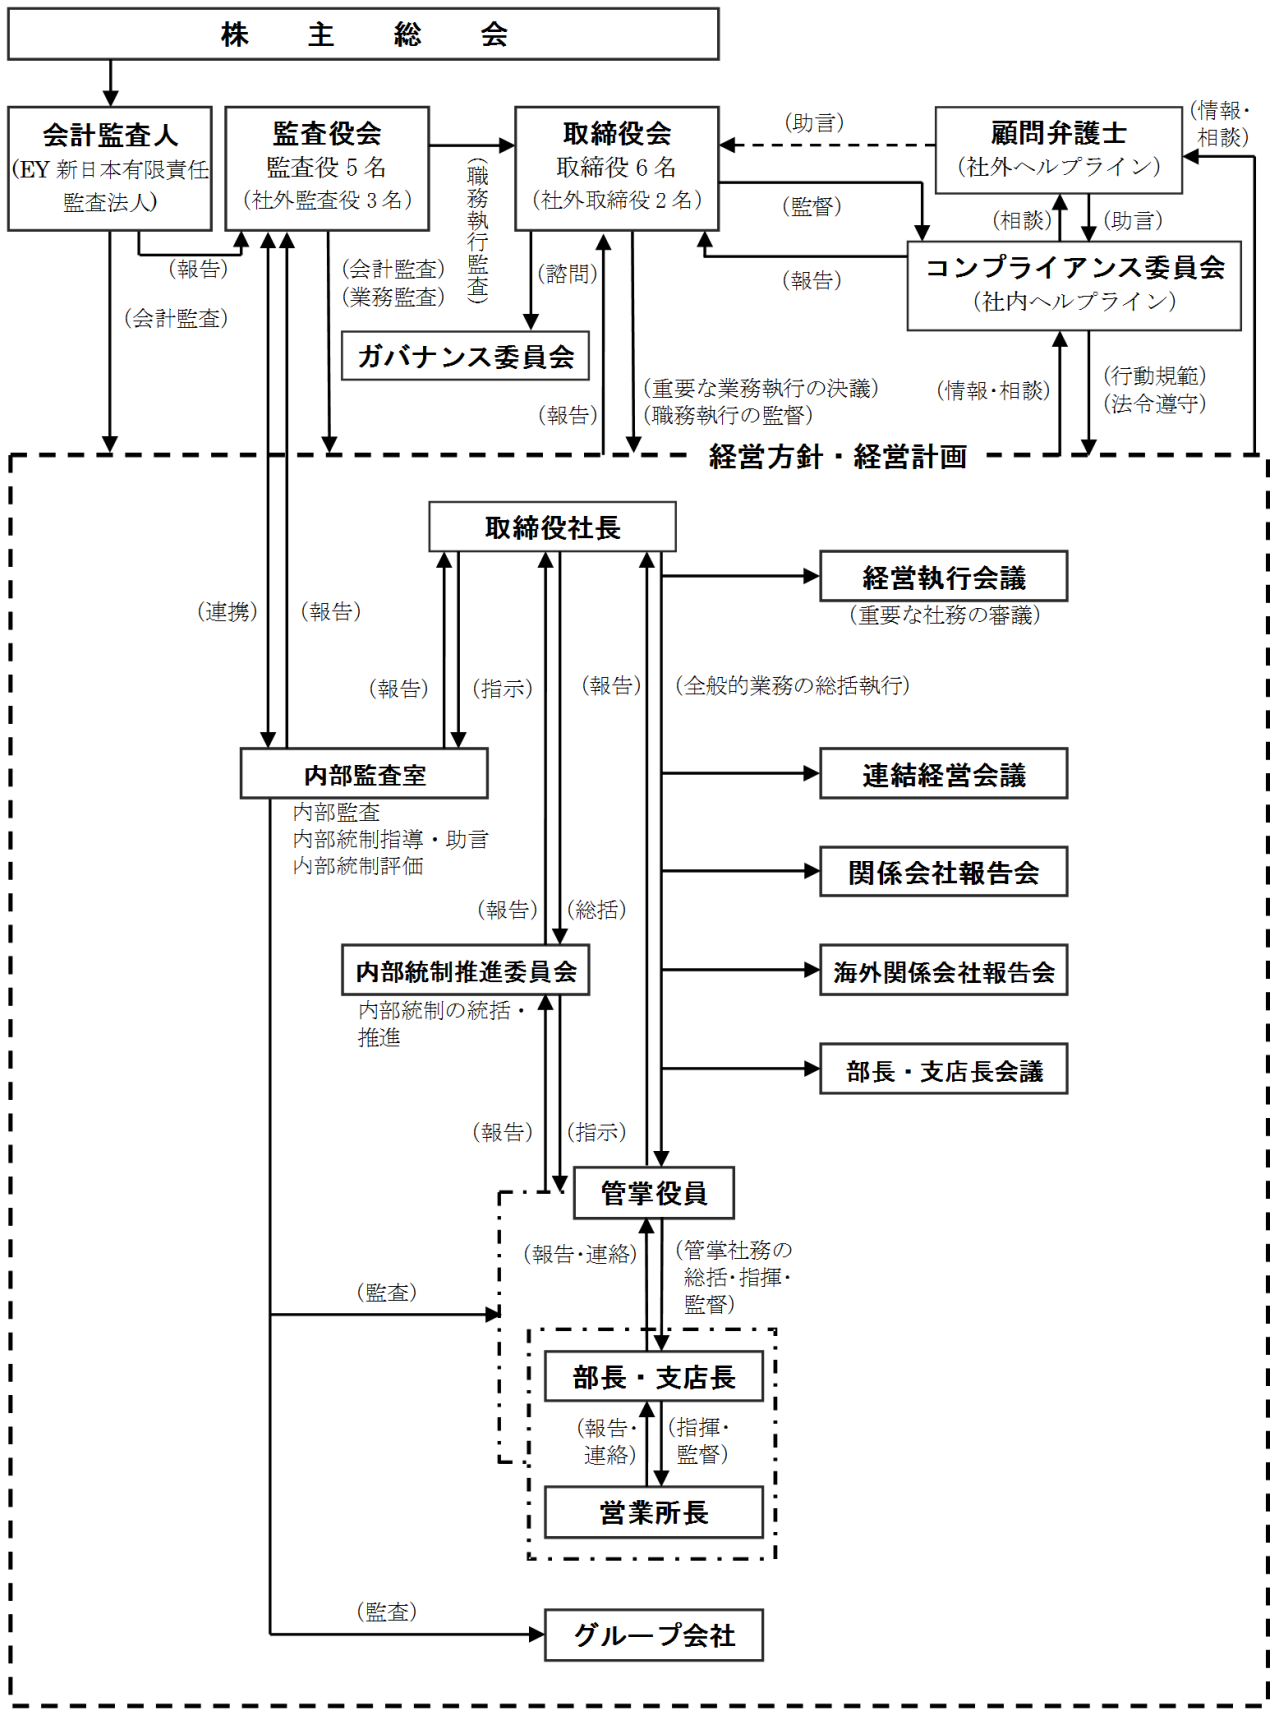 株主総会
会計監査人
(EY 新日本有限責任
監査法人)
監査役会
監査役５名
(社外監査役３名)
取締役会
取締役６名
(社外取締役２名)
顧問弁護士
(社外ヘルプライン)
(情報・
相談)
(助言)
(職務執行監査)
(監督)
(相談)
(助言)
コンプライアンス委員会
(社内ヘルプライン)
(報告)
(会計監査)
(業務監査)
(諮問)
(報告)
(会計監査)
ガバナンス委員会
(報告)
(重要な業務執行の決議)
(職務執行の監督)
(情報・相談)
(行動規範)
(法令遵守)
経営方針・経営計画
取締役社長
経営執行会議
(重要な社務の審議)
(連携)
(報告)
(報告)
(指示)
(報告)
(全般的業務の総括執行)
内部監査室
内部監査
内部統制指導・助言
内部統制評価
連結経営会議
関係会社報告会
(報告)
(総括)
内部統制推進委員会
内部統制の統括・
推進
海外関係会社報告会
部長・支店長会議
(報告)
(指示)
管掌役員
(報告・連絡)
(管掌社務の
総括・指揮・
監督)
(監査)
部長・支店長
(報告・
連絡)
(指揮・
監督)
営業所長
(監査)
グループ会社